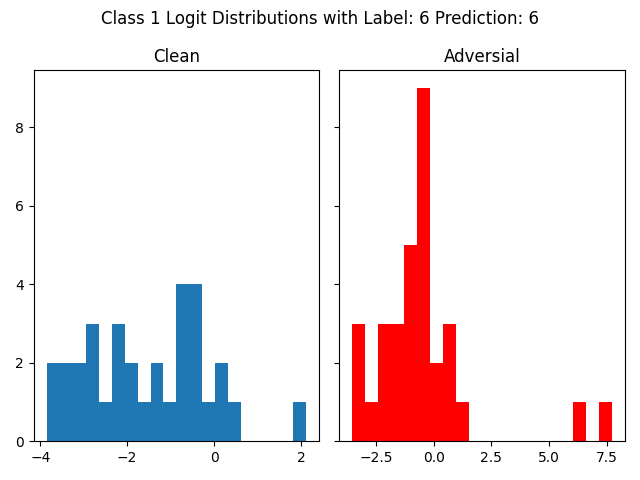 Class 1 Logit Distributions with Label: 6 Prediction: 6
Clean
Adversial
8
6
4
2
0
−4 −2 0 2
−2.5 0.0 2.5 5.0 7.5